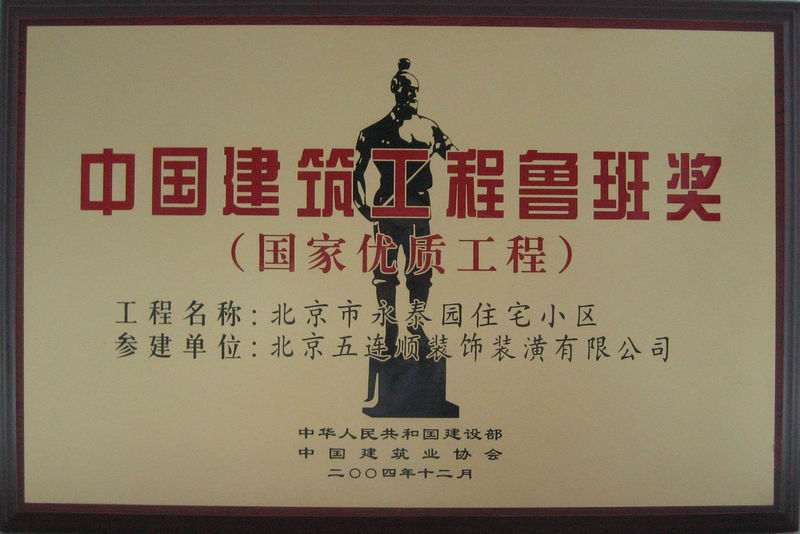 中国建筑工程鲁班奖
（国家优质工程）
工程名称：北京市永泰园住宅小区
参建单位：北京五连顺装饰装潢有限公司
中华人民共和国建设部
中国建筑业协会
二〇〇四年十二月